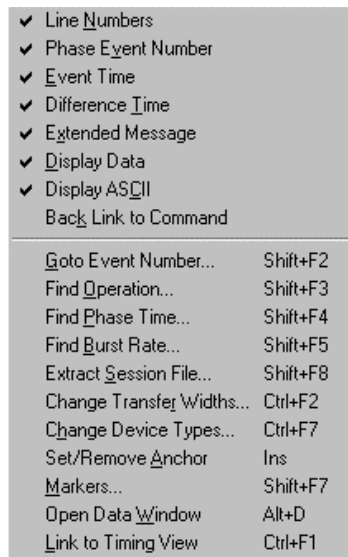 ✔ Line Numbers
✔ Phase Event Number
✔ Event Time
✔ Difference Time
✔ Extended Message
✔ Display Data
✔ Display ASCII
Back Link to Command
Goto Event Number... Shift+F2
Find Operation... Shift+F3
Find Phase Time... Shift+F4
Find Burst Rate... Shift+F5
Extract Session File... Shift+F8
Change Transfer Widths... Ctrl+F2
Change Device Types... Ctrl+F7
Set/Remove Anchor Ins
Markers... Shift+F7
Open Data Window Alt+D
Link to Timing View Ctrl+F1